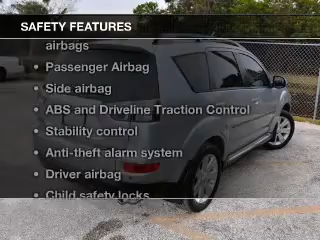 SAFETY FEATURES
airbags
• Passenger Airbag
• Side airbag
• ABS and Driveline Traction Control
• Stability control
• Anti-theft alarm system
• Driver airbag
• Child safety locks